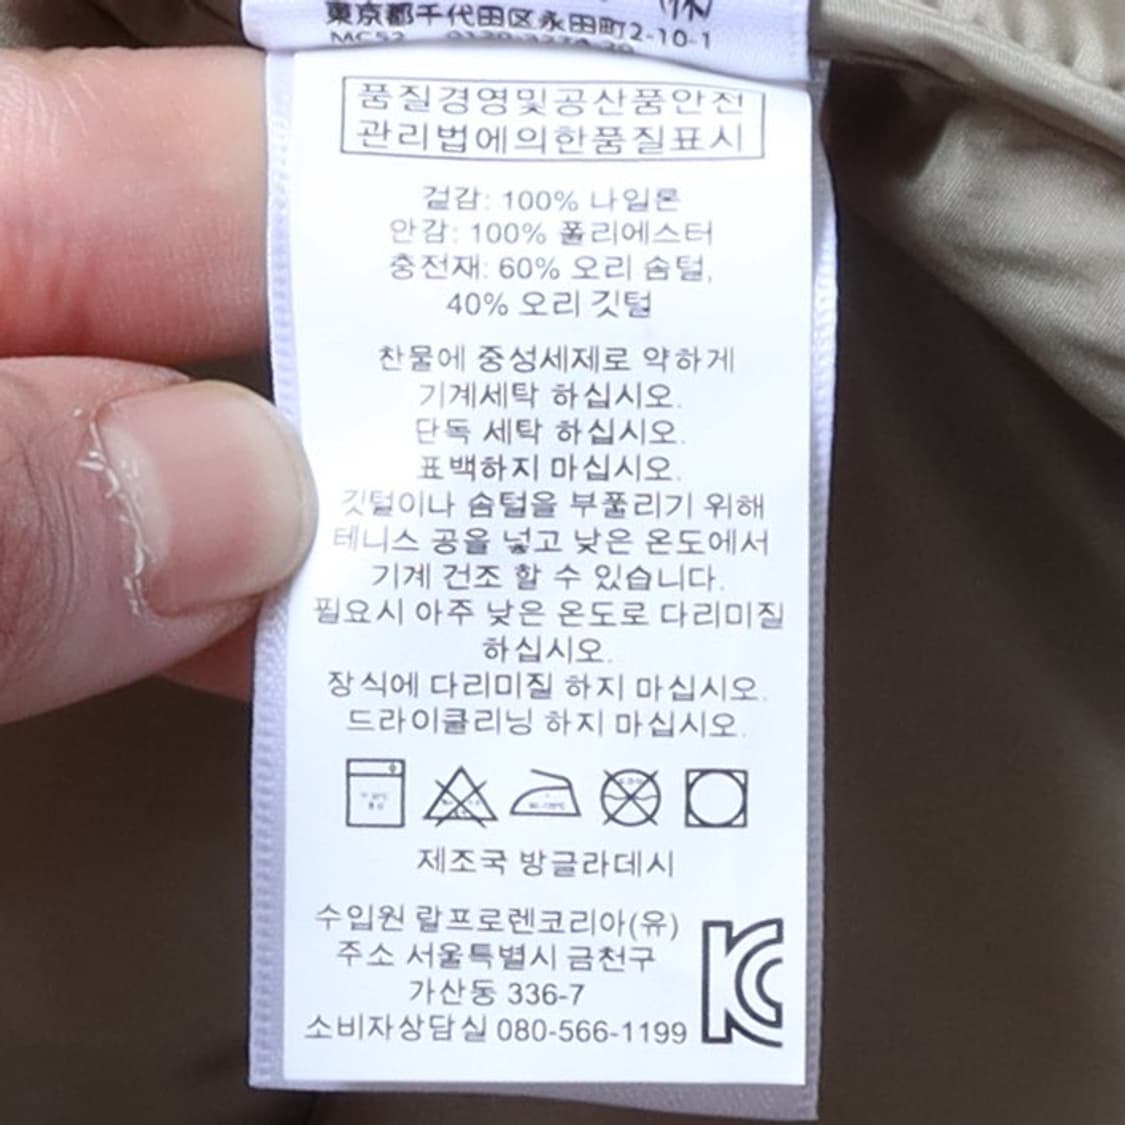 東京都千代田区永田町2-10-1
품질경영및공산품안전
관리법에의한품질표시
겉감: 100% 나일론
안감: 100% 폴리에스터
충전재: 60% 오리 솜털,
40% 오리 깃털
찬물에 중성세제로 약하게
기계세탁 하십시오.
단독 세탁 하십시오.
표백하지 마십시오.
깃털이나 솜털을 부풀리기 위해
테니스 공을 넣고 낮은 온도에서
기계 건조 할 수 있습니다.
필요시 아주 낮은 온도로 다리미질
하십시오.
장식에 다리미질 하지 마십시오.
드라이클리닝 하지 마십시오.
제조국 방글라데시
수입원 랄프로렌코리아(유)
주소 서울특별시 금천구
가산동 336-7
소비자상담실 080-566-1199